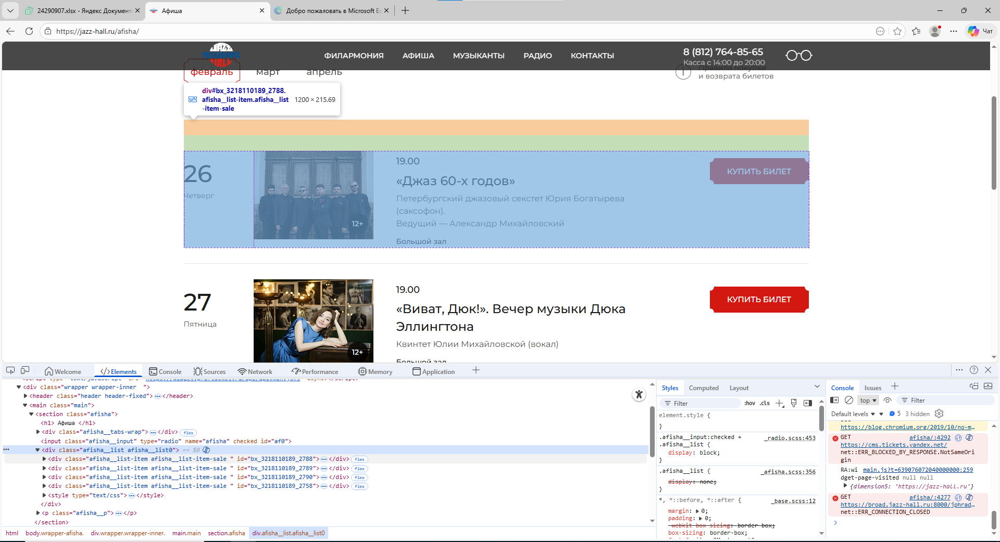 24290907.xlsx - Яндекс Документ
Афиша
Добро пожаловать в Microsoft Ed
https://jazz-hall.ru/afisha/
Чат
JAZZ
PHILHARMONIC
HALL
ФИЛАРМОНИЯ
АФИША
МУЗЫКАНТЫ
РАДИО
КОНТАКТЫ
8 (812) 764-85-65
Касса с 14:00 до 20:00
февраль
март
апрель
Правила покупки
и возврата билетов
div#bx_3218110189_2788.
afisha__list-item.afisha__list
-item-sale
1200 × 215.69
26
Четверг
12+
19.00
«Джаз 60-х годов»
Петербургский джазовый секстет Юрия Богатырева
(саксофон).
Ведущий — Александр Михайловский
Большой зал
КУПИТЬ БИЛЕТ
27
Пятница
12+
19.00
«Виват, Дюк!». Вечер музыки Дюка
Эллингтона
Квинтет Юлии Михайловской (вокал)
Большой зал
КУПИТЬ БИЛЕТ
Welcome
Elements
Console
Sources
Network
Performance
Memory
Application
<div class="wrapper wrapper-inner  ">
<header class="header header-fixed"> </header>
<main class="main">
<section class="afisha">
<h1> Афиша </h1>
<div class="afisha__tabs-wrap"> </div> flex
<input class="afisha__input" type="radio" name="afisha" checked id="af0">
<div class="afisha__list afisha__list0"> == $0
<div class="afisha__list-item afisha__list-item-sale " id="bx_3218110189_2788"> </div> flex
<div class="afisha__list-item afisha__list-item-sale " id="bx_3218110189_2789"> </div> flex
<div class="afisha__list-item afisha__list-item-sale " id="bx_3218110189_2790"> </div> flex
<div class="afisha__list-item afisha__list-item-sale " id="bx_3218110189_2758"> </div> flex
<style type="text/css"> </style>
</div>
<p class="afisha__p"> </p>
</section>
html
body.wrapper-afisha.
div.wrapper.wrapper-inner.
main.main
section.afisha
div.afisha__list.afisha__list0
Styles
Computed
Layout
Filter
:hov .cls
element.style {
}
.afisha__input:checked + _radio.scss:453
.afisha__list {
display: block;
}
.afisha__list { _afisha.scss:356
display: none;
}
*, *::before, *::after { _base.scss:12
margin: 0;
padding: 0;
-webkit-box-sizing: border-box;
box-sizing: border-box;
Console
Issues
top
Filter
Default levels
5
3 hidden
https://blog.chromium.org/2019/10/no-m…
GET afisha/:4292
https://cms.tickets.yandex.net/
net::ERR_BLOCKED_BY_RESPONSE.NotSameOri
gin
RA:wi main.js?t=639076072040000000:259
dget-page-visited null null
{dimension5: 'https://jazz-hall.ru'}
GET afisha/:4277
https://broad.jazz-hall.ru:8000/jphrad…
net::ERR_CONNECTION_CLOSED